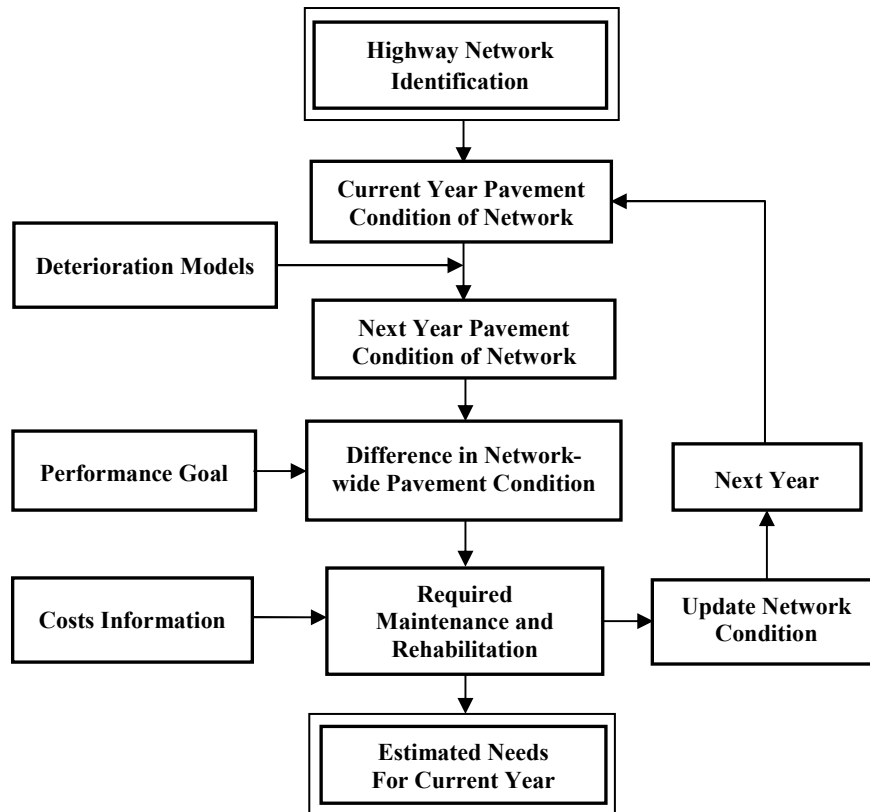 Highway Network
Identification
Current Year Pavement
Condition of Network
Deterioration Models
Next Year Pavement
Condition of Network
Performance Goal
Difference in Network-
wide Pavement Condition
Next Year
Costs Information
Required
Maintenance and
Rehabilitation
Update Network
Condition
Estimated Needs
For Current Year